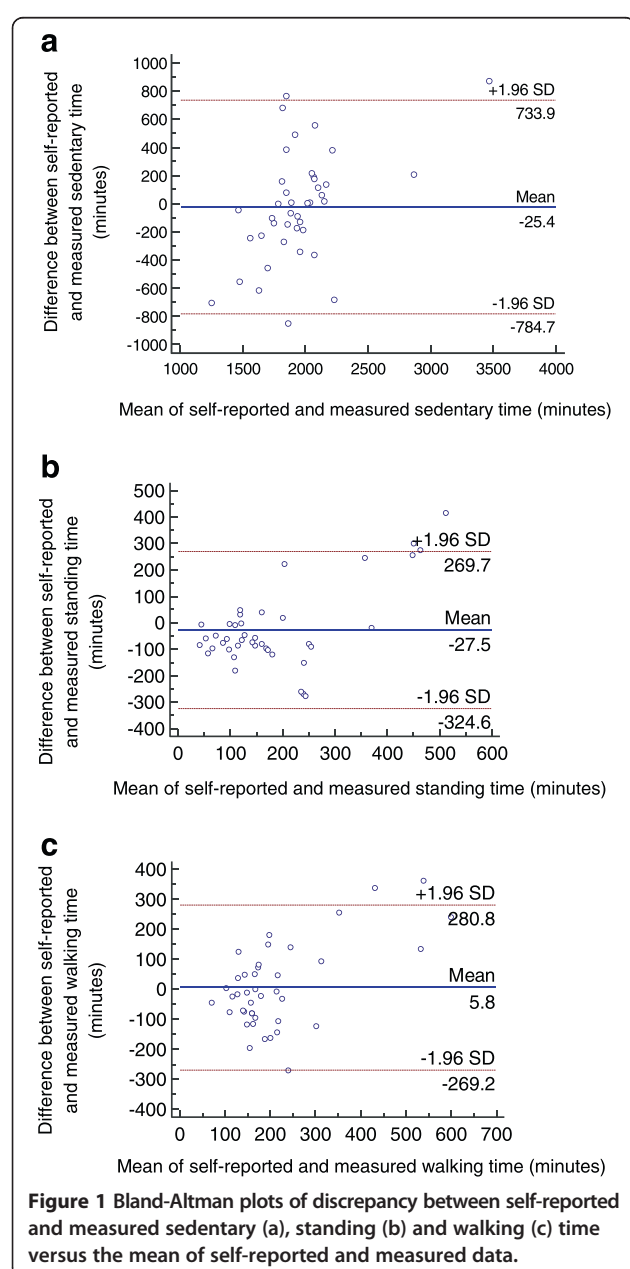 a
Difference between self-reported
and measured sedentary time
(minutes)
1000
800
600
400
200
0
-200
-400
-600
-800
-1000
+1.96 SD
733.9
Mean
-25.4
-1.96 SD
-784.7
1000 1500 2000 2500 3000 3500 4000
Mean of self-reported and measured sedentary time (minutes)
b
Difference between self-reported
and measured standing time
(minutes)
500
400
300
200
100
0
-100
-200
-300
-400
+1.96 SD
269.7
Mean
-27.5
-1.96 SD
-324.6
0 100 200 300 400 500 600
Mean of self-reported and measured standing time (minutes)
c
Difference between self-reported
and measured walking time
(minutes)
400
300
200
100
0
-100
-200
-300
-400
+1.96 SD
280.8
Mean
5.8
-1.96 SD
-269.2
0 100 200 300 400 500 600 700
Mean of self-reported and measured walking time (minutes)
Figure 1 Bland-Altman plots of discrepancy between self-reported
and measured sedentary (a), standing (b) and walking (c) time
versus the mean of self-reported and measured data.